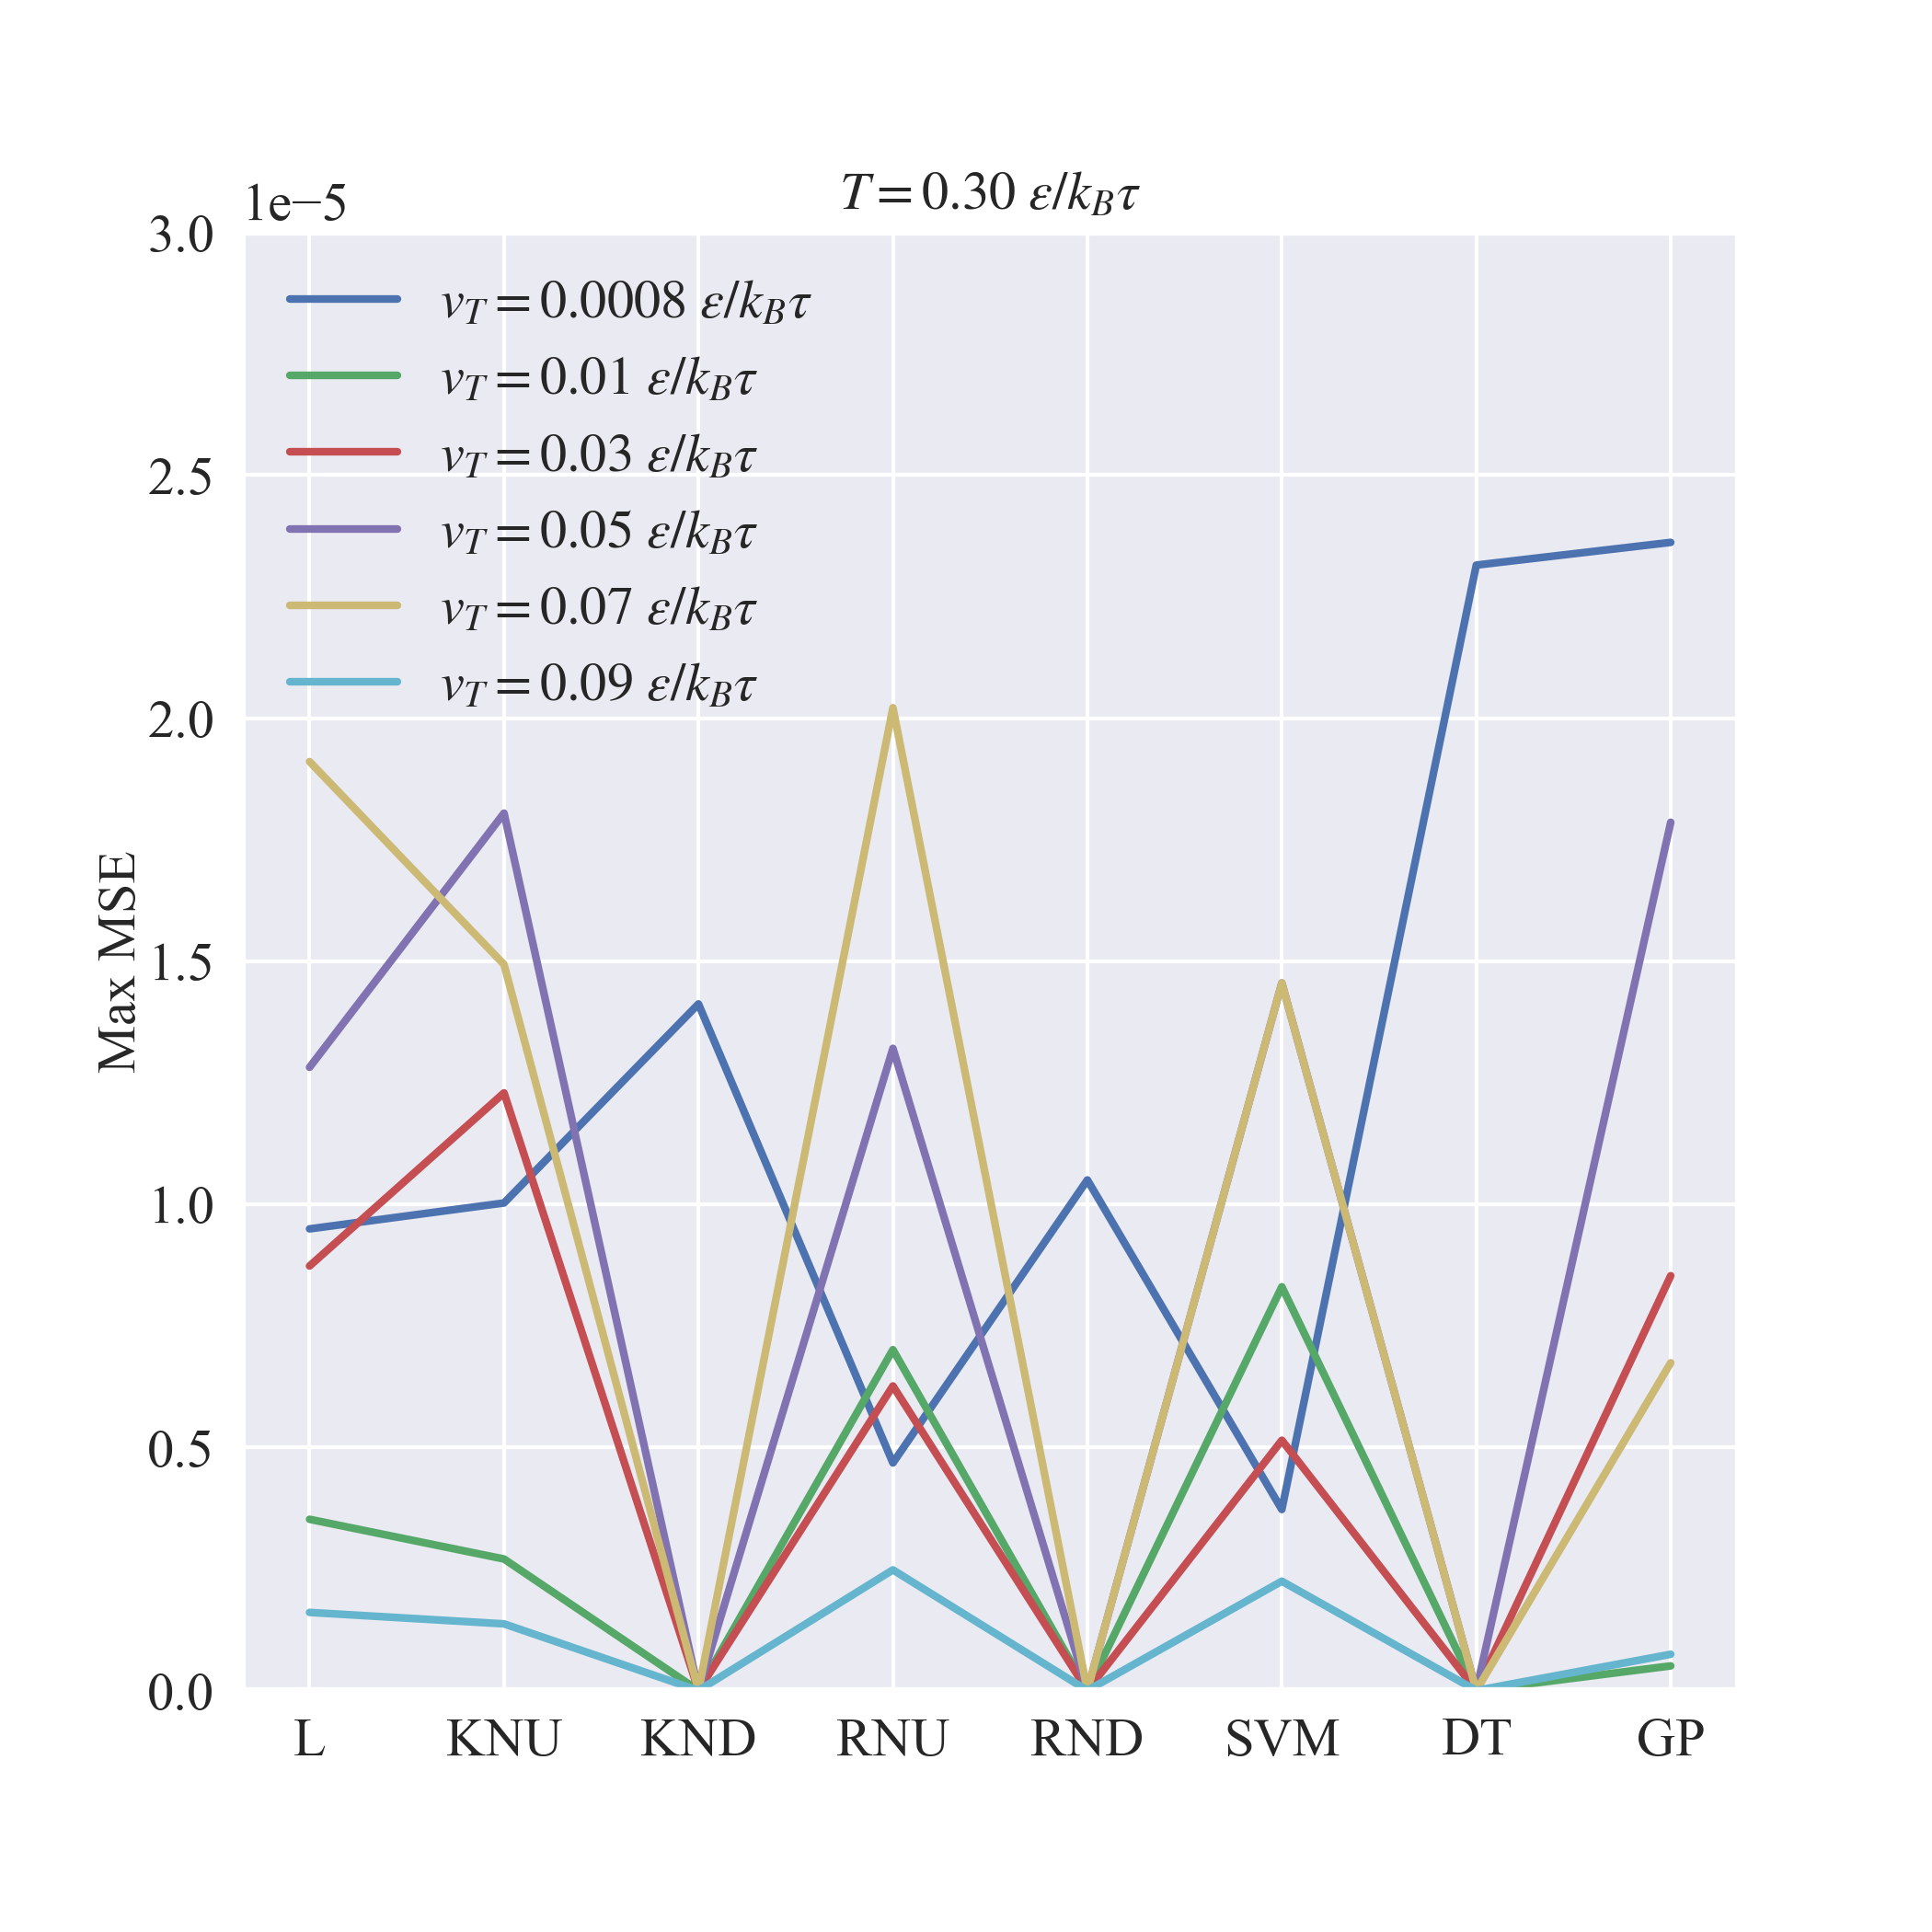 T = 0.30 ε/k_Bτ
1e−5
3.0
2.5
2.0
1.5
1.0
0.5
0.0
Max MSE
v_T = 0.0008 ε/k_Bτ
v_T = 0.01 ε/k_Bτ
v_T = 0.03 ε/k_Bτ
v_T = 0.05 ε/k_Bτ
v_T = 0.07 ε/k_Bτ
v_T = 0.09 ε/k_Bτ
L KNU KND RNU RND SVM DT GP